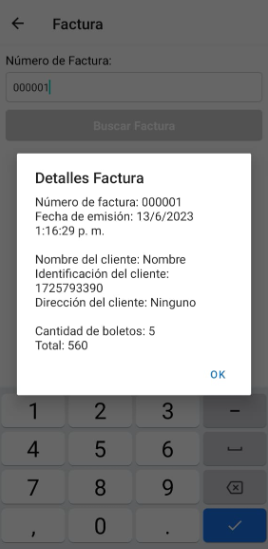 Factura
Número de Factura:
000001
Buscar Factura
Detalles Factura
Número de factura: 000001
Fecha de emisión: 13/6/2023
1:16:29 p. m.
Nombre del cliente: Nombre
Identificación del cliente:
1725793390
Dirección del cliente: Ninguno
Cantidad de boletos: 5
Total: 560
OK
1 2 3 –
4 5 6
7 8 9
, 0 .